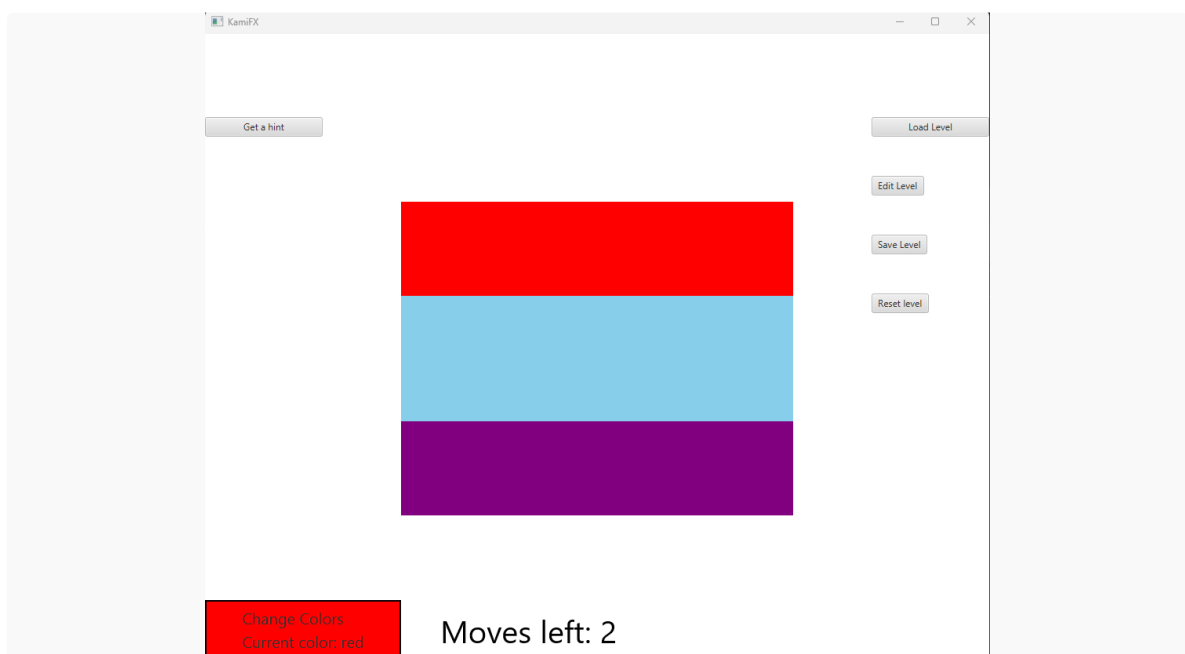 KamiFX
Get a hint
Load Level
Edit Level
Save Level
Reset level
Change Colors
Current color: red
Moves left: 2